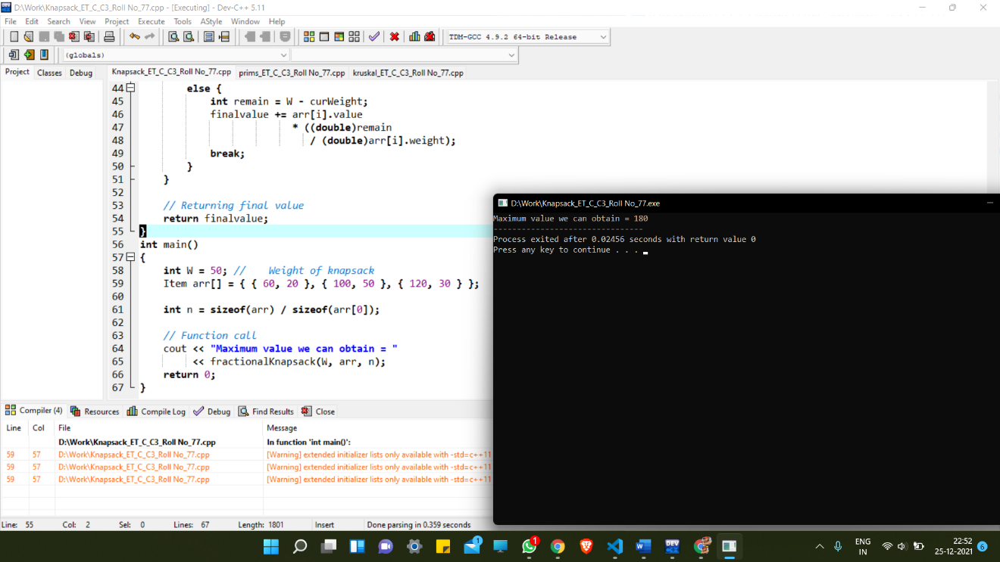 D:\Work\Knapsack_ET_C_C3_Roll No_77.cpp - [Executing] - Dev-C++ 5.11
File Edit Search View Project Execute Tools AStyle Window Help
TDM-GCC 4.9.2 64-bit Release
(globals)
Project Classes Debug
Knapsack_ET_C_C3_Roll No_77.cpp prims_ET_C_C3_Roll No_77.cpp kruskal_ET_C_C3_Roll No_77.cpp
44 else {
45 int remain = W - curWeight;
46 finalvalue += arr[i].value
47 * ((double)remain
48 / (double)arr[i].weight);
49 break;
50 }
51 }
52
53 // Returning final value
54 return finalvalue;
55 }
56 int main()
57 {
58 int W = 50; // Weight of knapsack
59 Item arr[] = { { 60, 20 }, { 100, 50 }, { 120, 30 } };
60
61 int n = sizeof(arr) / sizeof(arr[0]);
62
63 // Function call
64 cout << "Maximum value we can obtain = "
65 << fractionalKnapsack(W, arr, n);
66 return 0;
67 }
D:\Work\Knapsack_ET_C_C3_Roll No_77.exe
Maximum value we can obtain = 180
--------------------------------
Process exited after 0.02456 seconds with return value 0
Press any key to continue . . .
Compiler (4) Resources Compile Log Debug Find Results Close
Line Col File Message
D:\Work\Knapsack_ET_C_C3_Roll No_77.cpp In function 'int main()':
59 57 D:\Work\Knapsack_ET_C_C3_Roll No_77.cpp [Warning] extended initializer lists only available with -std=c++11
59 57 D:\Work\Knapsack_ET_C_C3_Roll No_77.cpp [Warning] extended initializer lists only available with -std=c++11
59 57 D:\Work\Knapsack_ET_C_C3_Roll No_77.cpp [Warning] extended initializer lists only available with -std=c++11
Line: 55 Col: 2 Sel: 0 Lines: 67 Length: 1801 Insert Done parsing in 0.359 seconds
1
1
DEV
ENG
IN
22:52
25-12-2021
6